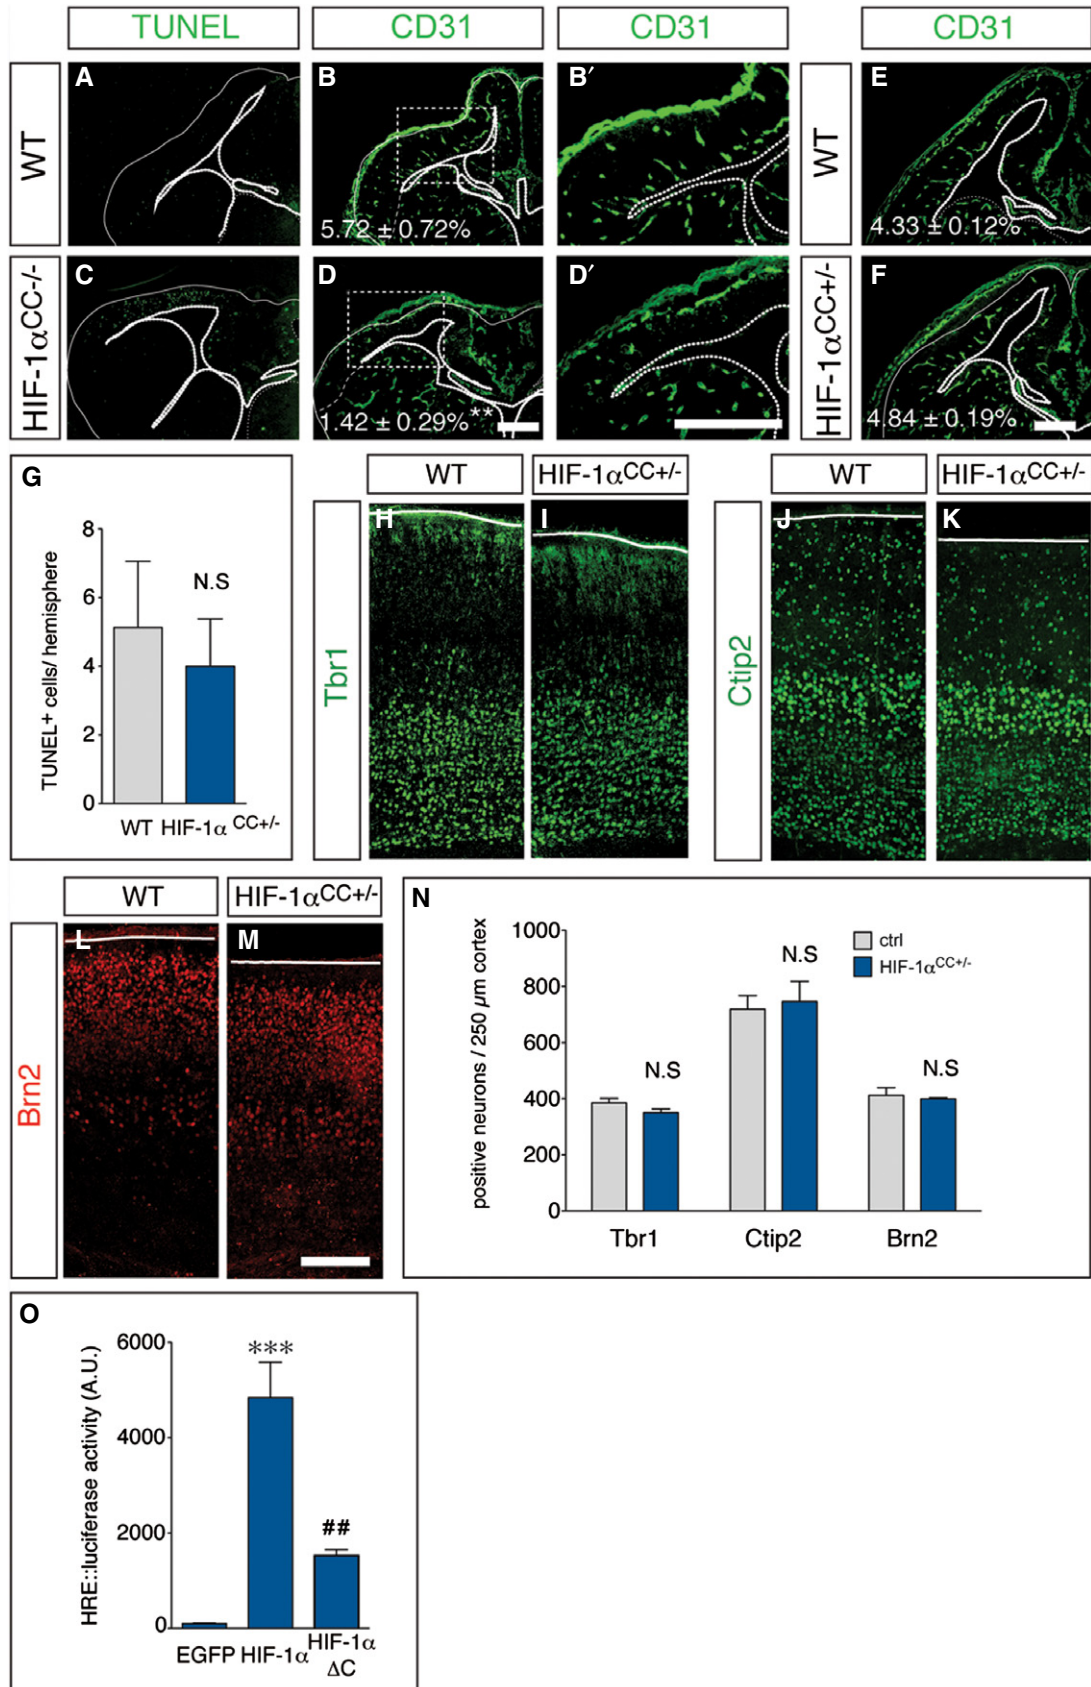 TUNEL CD31 CD31 CD31
WT A B B′ WT E
5.72 ± 0.72% 4.33 ± 0.12%
HIF-1αCC-/- C D D′ HIF-1αCC+/- F
1.42 ± 0.29% ** 4.84 ± 0.19%
G
TUNEL+ cells/ hemisphere
8
6
4
2
0
N.S
WT HIF-1α CC+/-
WT HIF-1αCC+/-
Tbr1 H I
WT HIF-1αCC+/-
Ctip2 J K
WT HIF-1αCC+/-
Brn2 L M
N
positive neurons / 250 µm cortex
1000
800
600
400
200
0
ctrl
HIF-1αCC+/-
N.S
N.S
N.S
Tbr1 Ctip2 Brn2
O
HRE::luciferase activity (A.U.)
6000
4000
2000
0
***
##
EGFP HIF-1α HIF-1α
ΔC